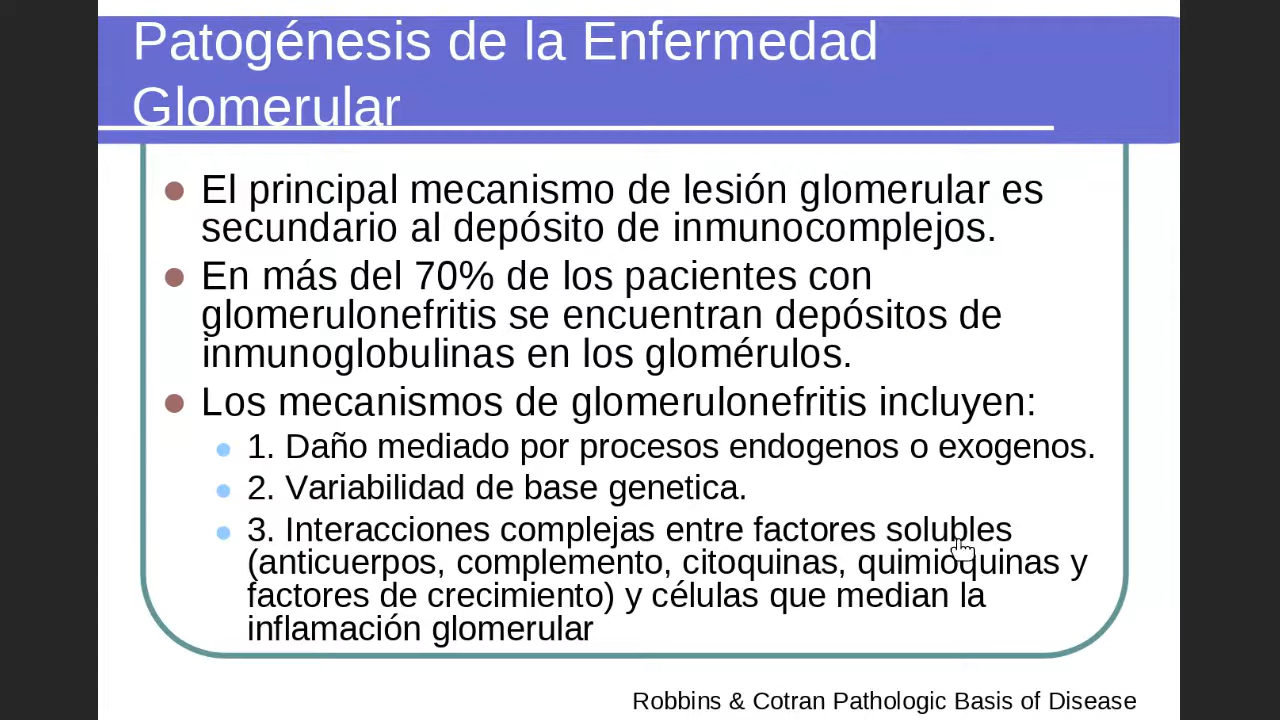 Patogénesis de la Enfermedad
Glomerular
El principal mecanismo de lesión glomerular es
secundario al depósito de inmunocomplejos.
En más del 70% de los pacientes con
glomerulonefritis se encuentran depósitos de
inmunoglobulinas en los glomérulos.
Los mecanismos de glomerulonefritis incluyen:
1. Daño mediado por procesos endogenos o exogenos.
2. Variabilidad de base genetica.
3. Interacciones complejas entre factores solubles
(anticuerpos, complemento, citoquinas, quimioquinas y
factores de crecimiento) y células que median la
inflamación glomerular
Robbins & Cotran Pathologic Basis of Disease